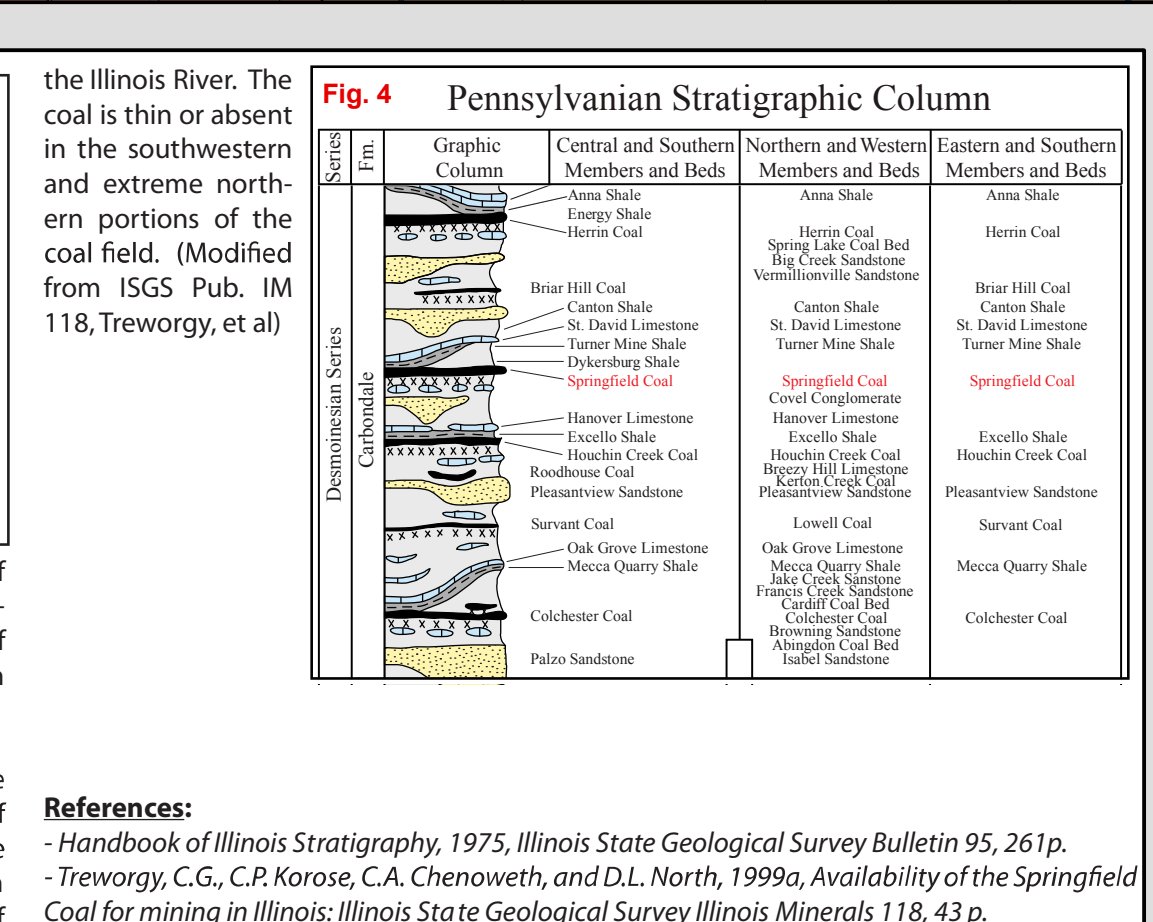 the Illinois River. The
coal is thin or absent
in the southwestern
and extreme north-
ern portions of the
coal field. (Modified
from ISGS Pub. IM
118, Treworgy, et al)
Fig. 4
Pennsylvanian Stratigraphic Column
Series
Fm.
Graphic
Column
Central and Southern
Members and Beds
Northern and Western
Members and Beds
Eastern and Southern
Members and Beds
Desmoinesian Series
Carbondale
Anna Shale
Energy Shale
Herrin Coal
Briar Hill Coal
Canton Shale
St. David Limestone
Turner Mine Shale
Dykersburg Shale
Springfield Coal
Hanover Limestone
Excello Shale
Houchin Creek Coal
Roodhouse Coal
Pleasantview Sandstone
Survant Coal
Oak Grove Limestone
Mecca Quarry Shale
Colchester Coal
Palzo Sandstone
Anna Shale
Herrin Coal
Spring Lake Coal Bed
Big Creek Sandstone
Vermillionville Sandstone
Canton Shale
St. David Limestone
Turner Mine Shale
Springfield Coal
Covel Conglomerate
Hanover Limestone
Excello Shale
Houchin Creek Coal
Breezy Hill Limestone
Kerton Creek Coal
Pleasantview Sandstone
Lowell Coal
Oak Grove Limestone
Mecca Quarry Shale
Jake Creek Sanstone
Francis Creek Sandstone
Cardiff Coal Bed
Colchester Coal
Browning Sandstone
Abingdon Coal Bed
Isabel Sandstone
Anna Shale
Herrin Coal
Briar Hill Coal
Canton Shale
St. David Limestone
Turner Mine Shale
Springfield Coal
Excello Shale
Houchin Creek Coal
Pleasantview Sandstone
Survant Coal
Mecca Quarry Shale
Colchester Coal
References:
- Handbook of Illinois Stratigraphy, 1975, Illinois State Geological Survey Bulletin 95, 261p.
- Treworgy, C.G., C.P. Korose, C.A. Chenoweth, and D.L. North, 1999a, Availability of the Springfield
Coal for mining in Illinois: Illinois State Geological Survey Illinois Minerals 118, 43 p.